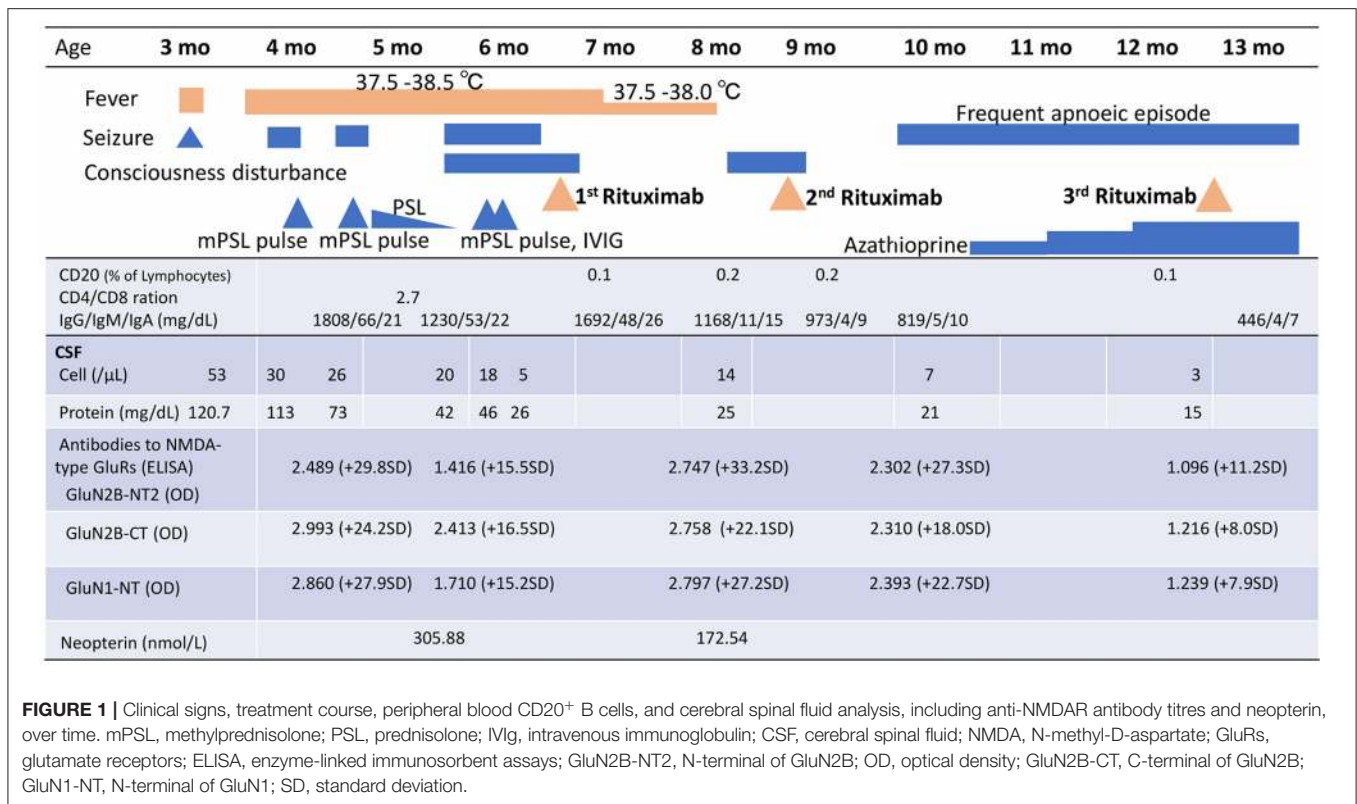 Age 3 mo 4 mo 5 mo 6 mo 7 mo 8 mo 9 mo 10 mo 11 mo 12 mo 13 mo
37.5 -38.5 ℃
37.5 -38.0 ℃
Fever
Frequent apnoeic episode
Seizure
Consciousness disturbance
1st Rituximab 2nd Rituximab 3rd Rituximab
PSL
mPSL pulse mPSL pulse mPSL pulse, IVIG Azathioprine
CD20 (% of Lymphocytes) 0.1 0.2 0.2 0.1
CD4/CD8 ration 2.7
IgG/IgM/IgA (mg/dL) 1808/66/21 1230/53/22 1692/48/26 1168/11/15 973/4/9 819/5/10 446/4/7
CSF
Cell (/μL) 53 30 26 20 18 5 14 7 3
Protein (mg/dL) 120.7 113 73 42 46 26 25 21 15
Antibodies to NMDA-
type GluRs (ELISA) 2.489 (+29.8SD) 1.416 (+15.5SD) 2.747 (+33.2SD) 2.302 (+27.3SD) 1.096 (+11.2SD)
GluN2B-NT2 (OD)
GluN2B-CT (OD) 2.993 (+24.2SD) 2.413 (+16.5SD) 2.758 (+22.1SD) 2.310 (+18.0SD) 1.216 (+8.0SD)
GluN1-NT (OD) 2.860 (+27.9SD) 1.710 (+15.2SD) 2.797 (+27.2SD) 2.393 (+22.7SD) 1.239 (+7.9SD)
Neopterin (nmol/L) 305.88 172.54
FIGURE 1 | Clinical signs, treatment course, peripheral blood CD20+ B cells, and cerebral spinal fluid analysis, including anti-NMDAR antibody titres and neopterin,
over time. mPSL, methylprednisolone; PSL, prednisolone; IVIg, intravenous immunoglobulin; CSF, cerebral spinal fluid; NMDA, N-methyl-D-aspartate; GluRs,
glutamate receptors; ELISA, enzyme-linked immunosorbent assays; GluN2B-NT2, N-terminal of GluN2B; OD, optical density; GluN2B-CT, C-terminal of GluN2B;
GluN1-NT, N-terminal of GluN1; SD, standard deviation.